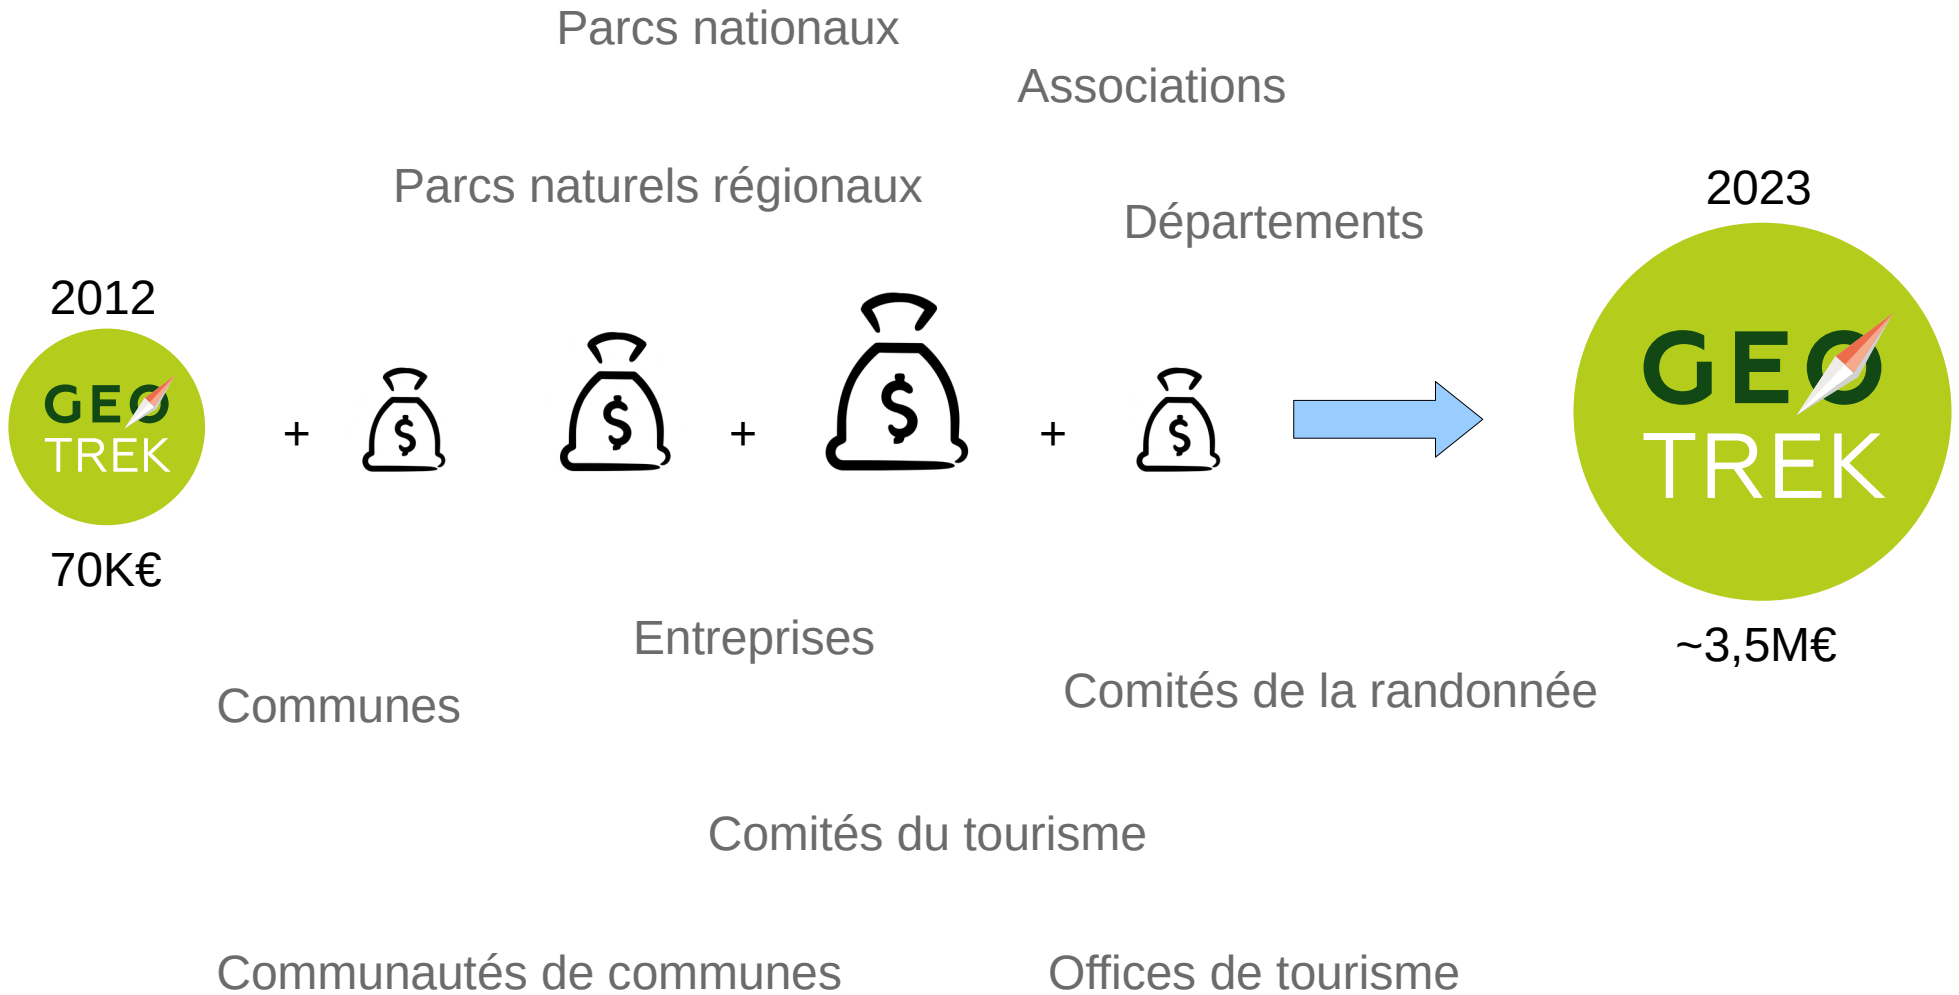 Parcs nationaux
Associations
Parcs naturels régionaux
Départements
2012
GEO
TREK
70K€
+
$
$
+
$
+
$
2023
GEO
TREK
~3,5M€
Entreprises
Communes
Comités de la randonnée
Comités du tourisme
Communautés de communes
Offices de tourisme